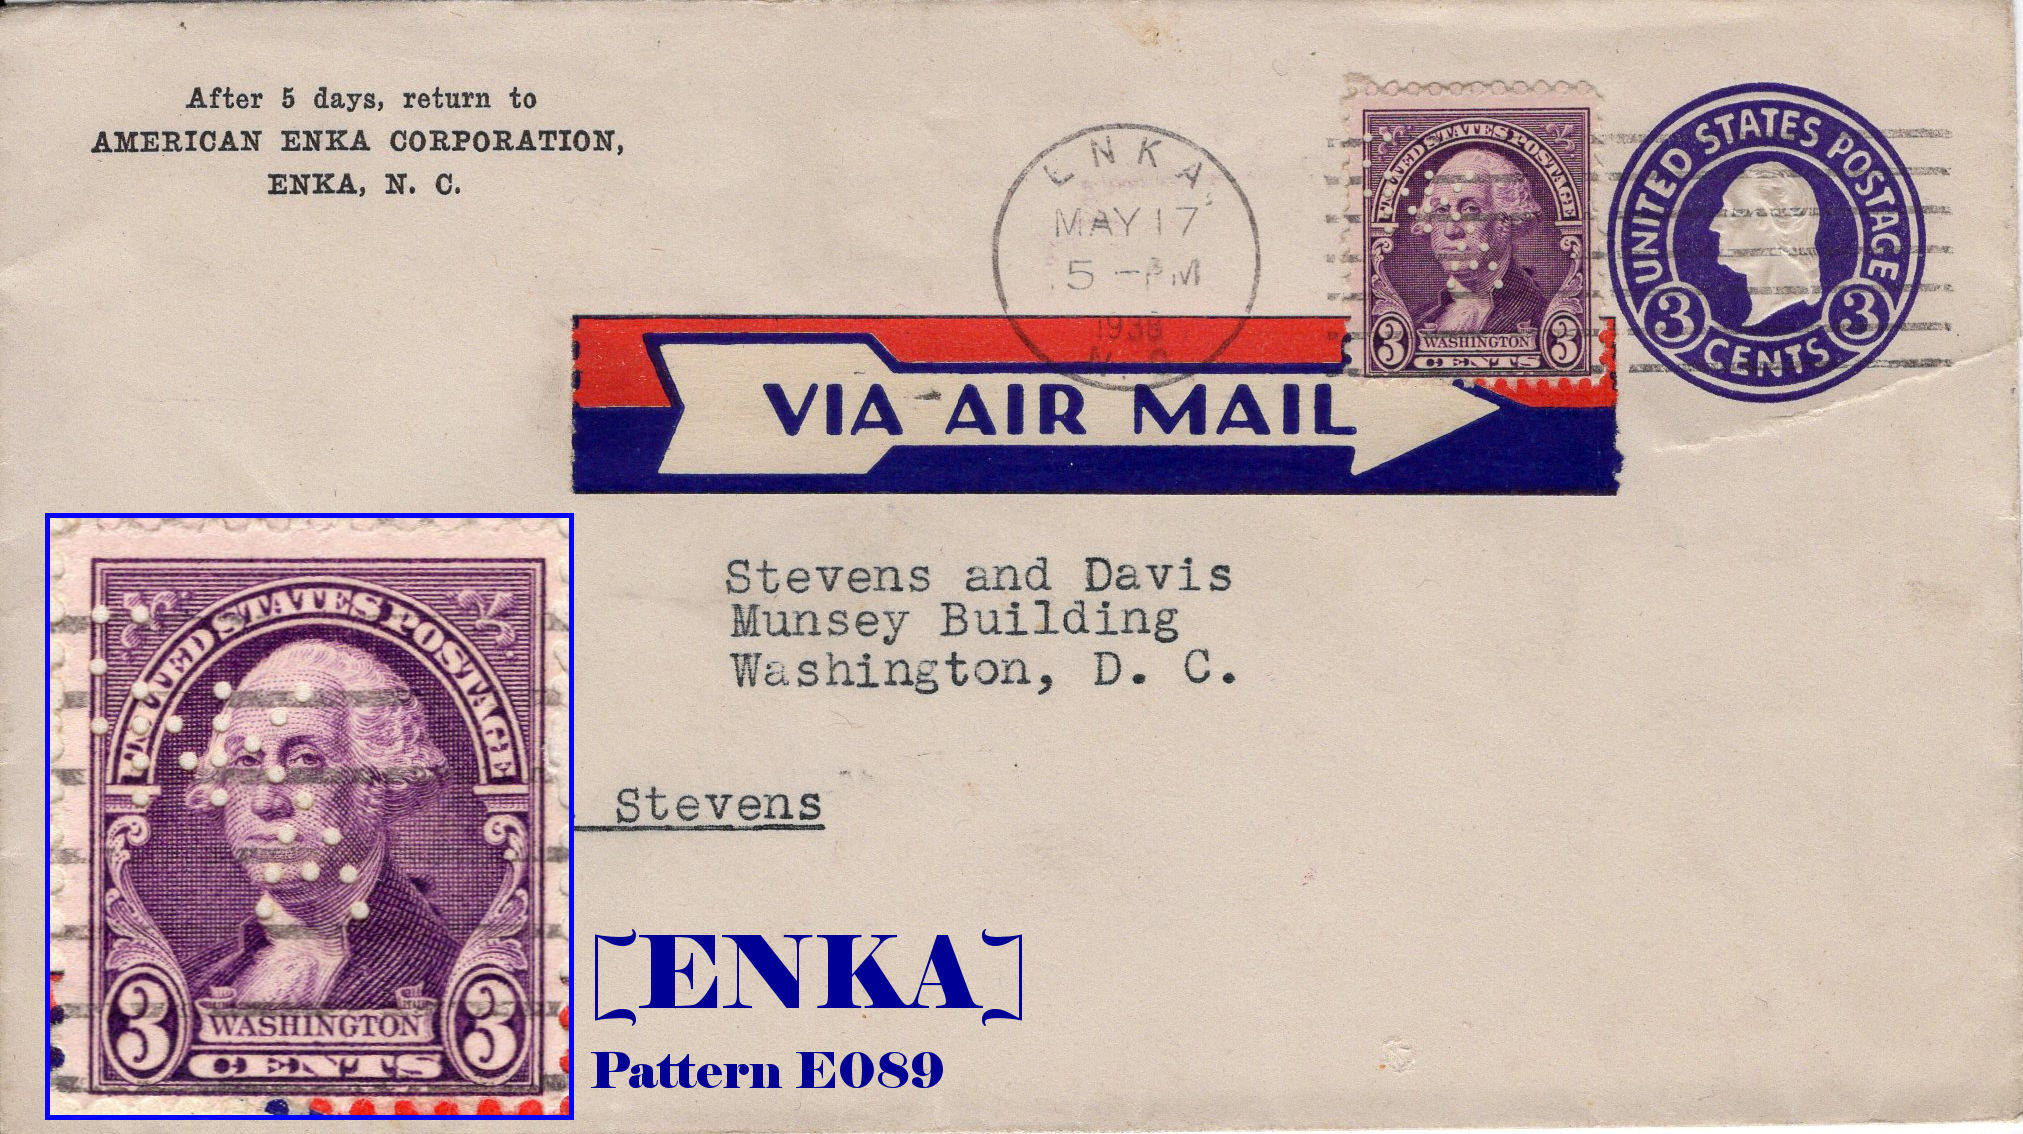 After 5 days, return to
AMERICAN ENKA CORPORATION,
ENKA, N. C.
ENKA,
MAY 17
5 - PM
N. C.
UNITED STATES POSTAGE
3 WASHINGTON 3
CENTS
UNITED STATES POSTAGE
3 3
CENTS
VIA AIR MAIL
Stevens and Davis
Munsey Building
Washington, D. C.
Stevens
UNITED STATES POSTAGE
3 WASHINGTON 3
CENTS
[ENKA]
Pattern E089